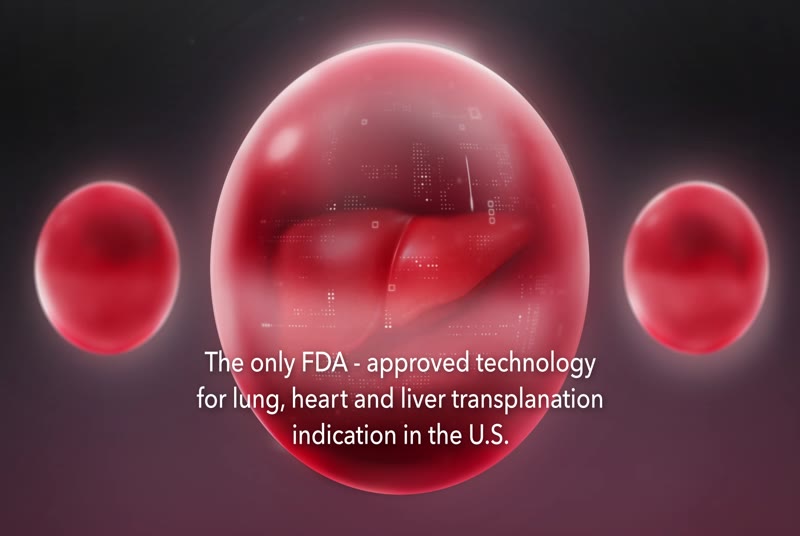 The only FDA - approved technology
for lung, heart and liver transplanation
indication in the U.S.